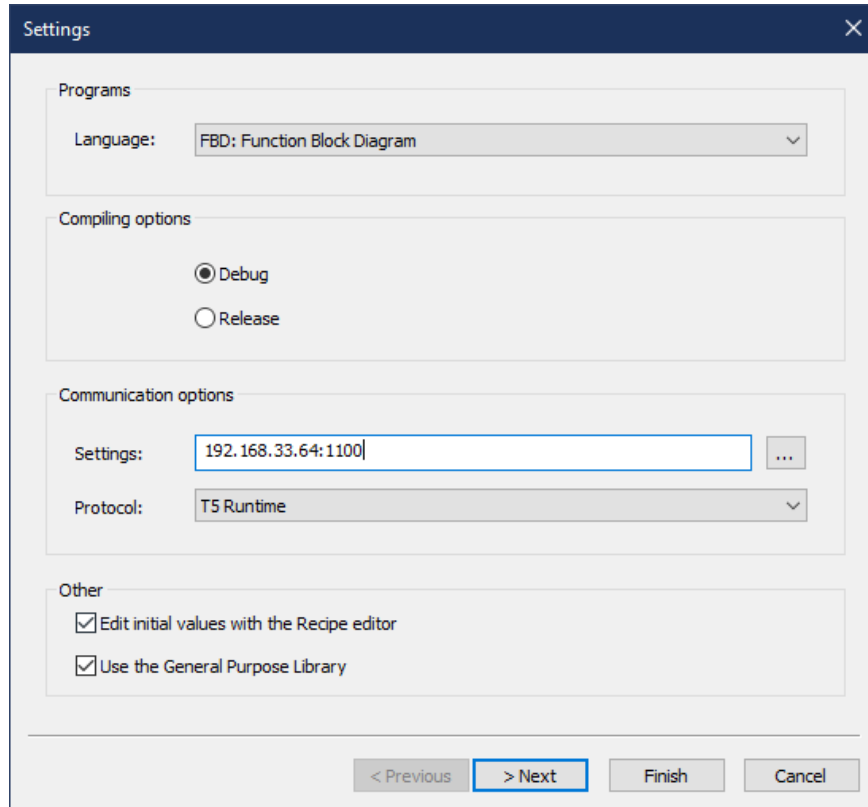 Settings
Programs
Language: FBD: Function Block Diagram
Compiling options
Debug
Release
Communication options
Settings: 192.168.33.64:1100 ...
Protocol: T5 Runtime
Other
Edit initial values with the Recipe editor
Use the General Purpose Library
< Previous > Next Finish Cancel